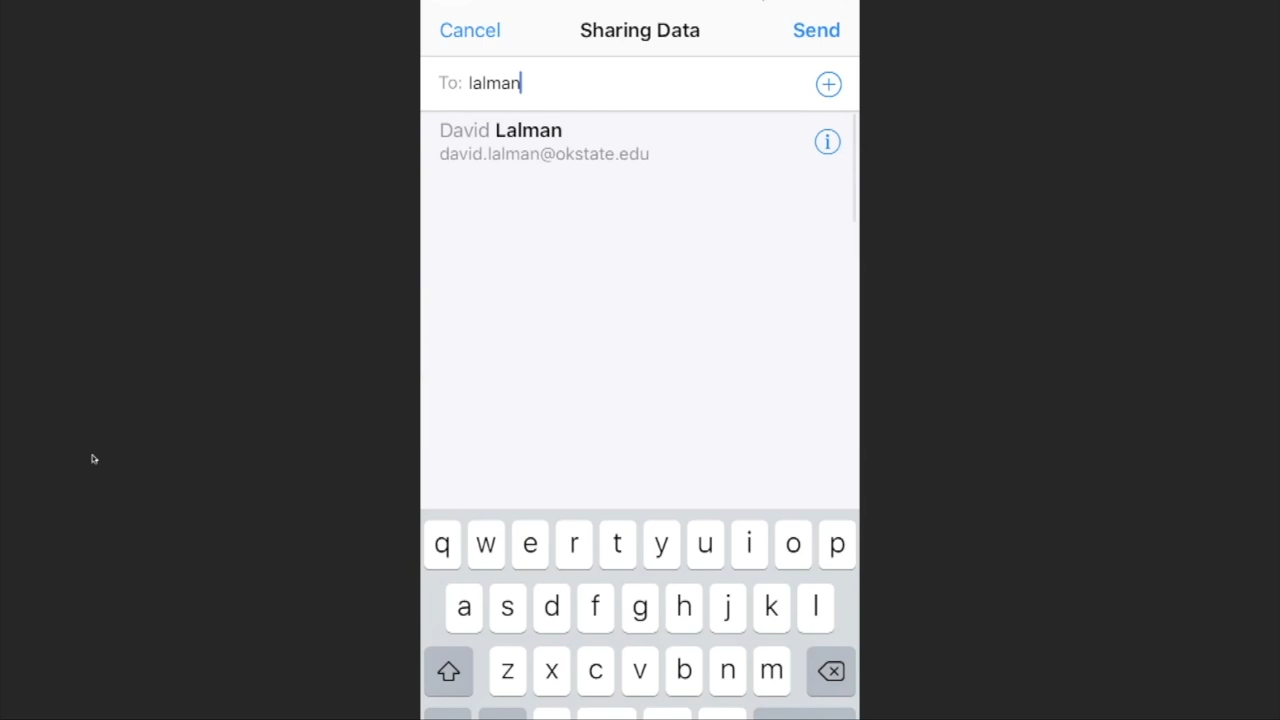 Cancel Sharing Data Send
To: lalman
David Lalman
david.lalman@okstate.edu
q w e r t y u i o p
a s d f g h j k l
z x c v b n m